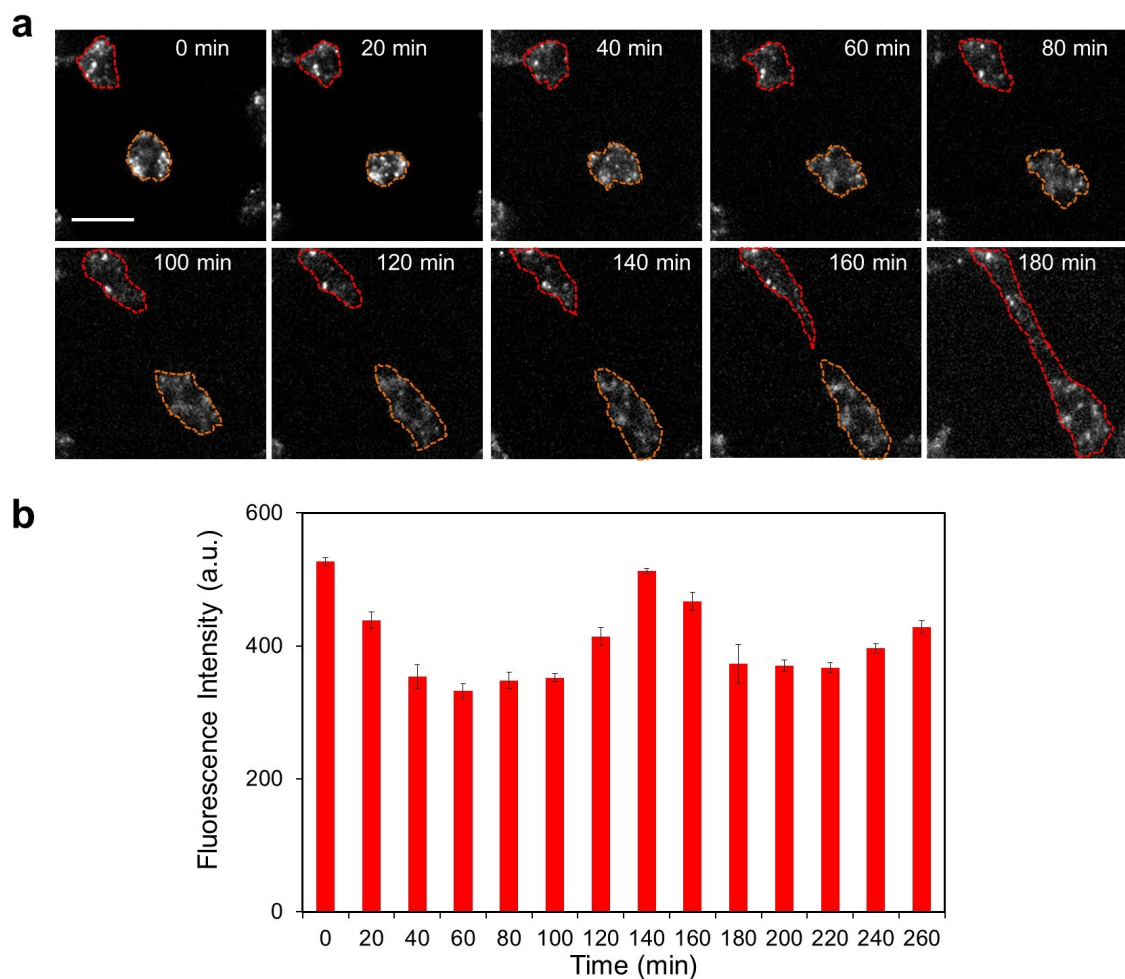 a
0 min 20 min 40 min 60 min 80 min
100 min 120 min 140 min 160 min 180 min
b
Fluorescence Intensity (a.u.)
600
400
200
0
0 20 40 60 80 100 120 140 160 180 200 220 240 260
Time (min)